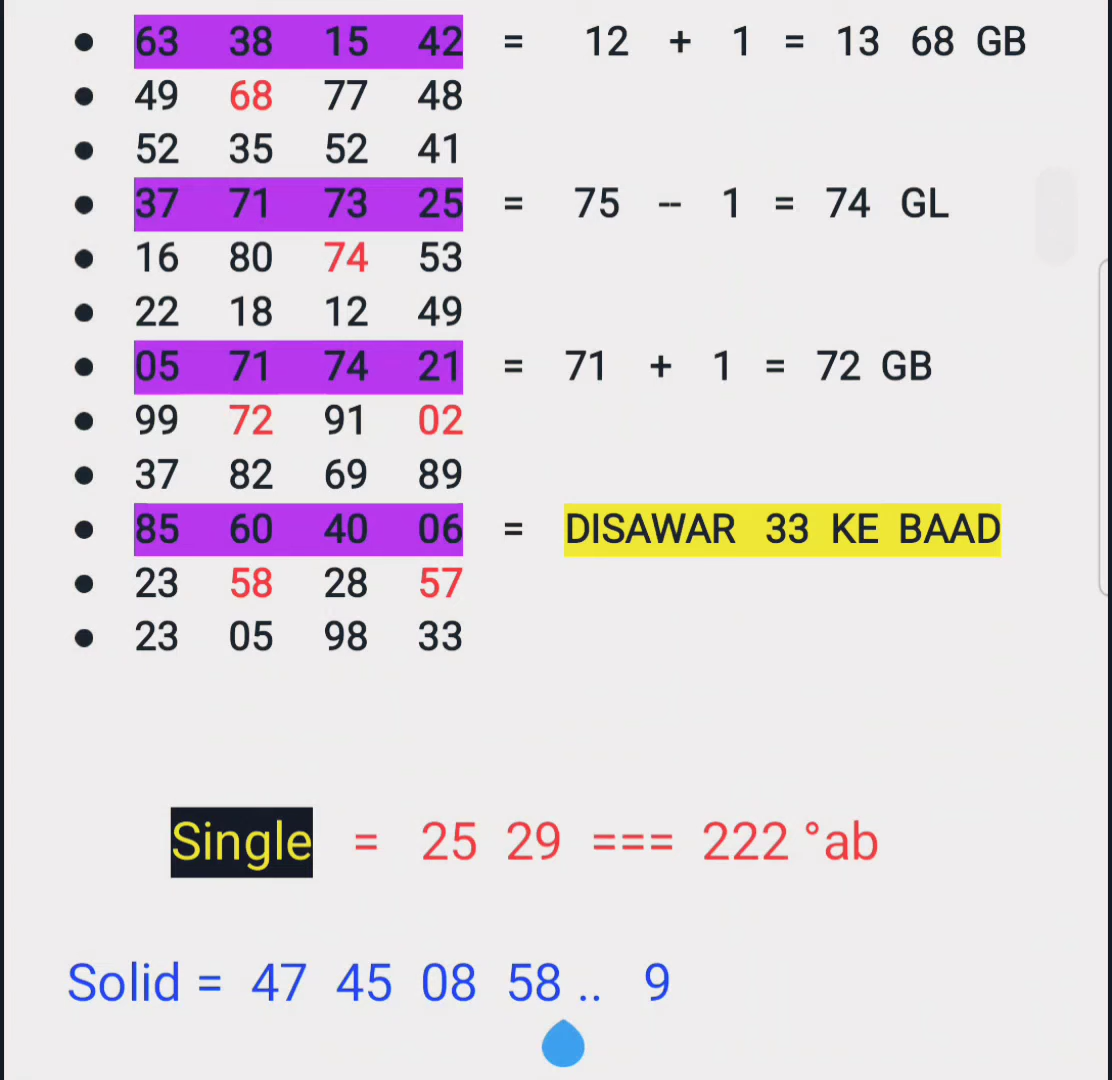 • 63 38 15 42 = 12 + 1 = 13 68 GB
• 49 68 77 48
• 52 35 52 41
• 37 71 73 25 = 75 -- 1 = 74 GL
• 16 80 74 53
• 22 18 12 49
• 05 71 74 21 = 71 + 1 = 72 GB
• 99 72 91 02
• 37 82 69 89
• 85 60 40 06 = DISAWAR 33 KE BAAD
• 23 58 28 57
• 23 05 98 33
Single = 25 29 === 222 °ab
Solid = 47 45 08 58 .. 9